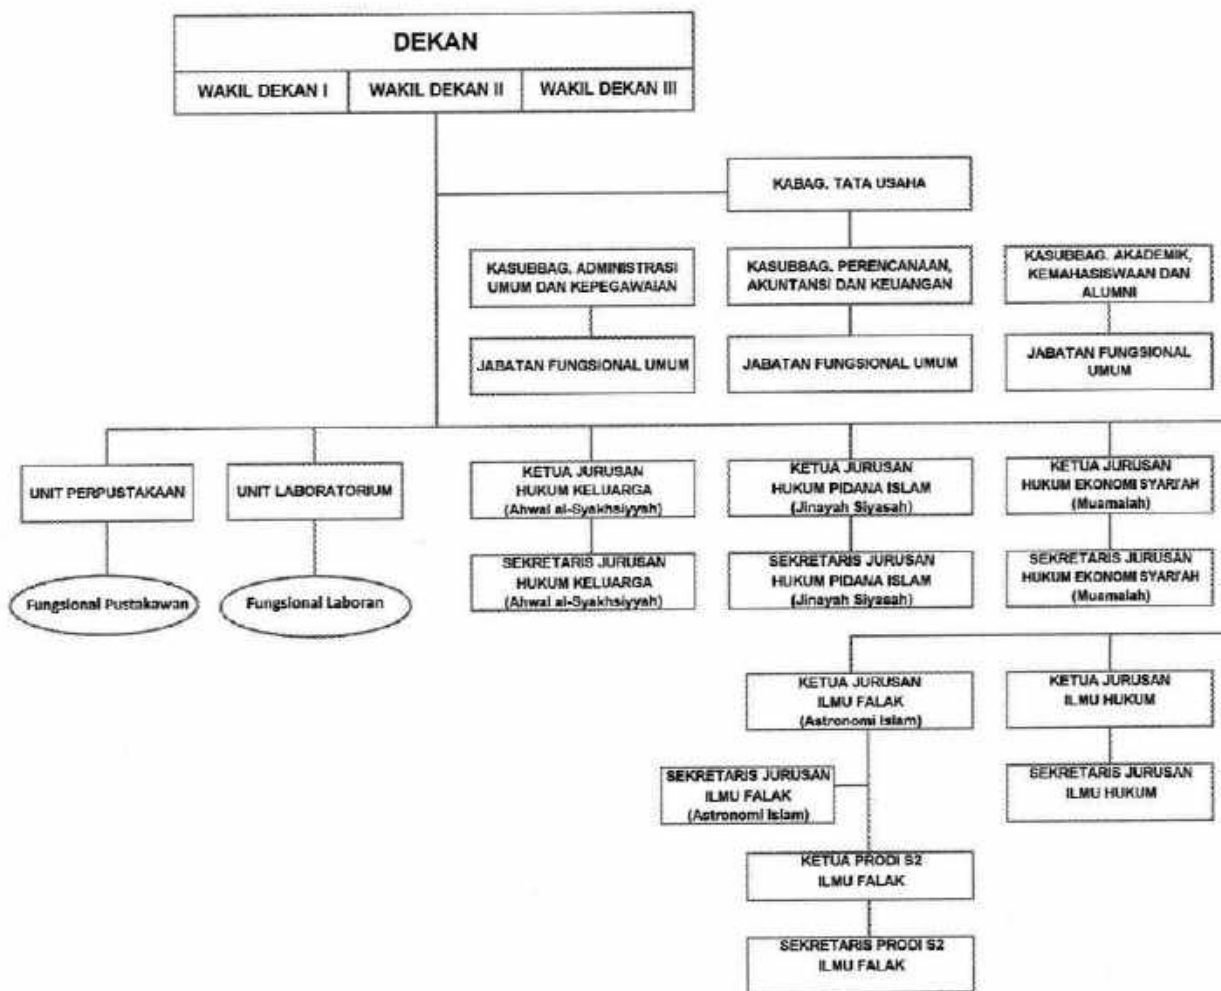 DEKAN
WAKIL DEKAN I
WAKIL DEKAN II
WAKIL DEKAN III
KABAG. TATA USAHA
KASUBBAG. ADMINISTRASI
UMUM DAN KEPEGAWAIAN
KASUBBAG. PERENCANAAN,
AKUNTANSI DAN KEUANGAN
KASUBBAG. AKADEMIK,
KEMAHASISWAAN DAN
ALUMNI
JABATAN FUNGSIONAL UMUM
JABATAN FUNGSIONAL UMUM
JABATAN FUNGSIONAL
UMUM
UNIT PERPUSTAKAAN
UNIT LABORATORIUM
KETUA JURUSAN
HUKUM KELUARGA
(Ahwal al-Syakhsiyyah)
KETUA JURUSAN
HUKUM PIDANA ISLAM
(Jinayah Siyasah)
KETUA JURUSAN
HUKUM EKONOMI SYARI'AH
(Muamalah)
Fungsional Pustakawan
Fungsional Laboran
SEKRETARIS JURUSAN
HUKUM KELUARGA
(Ahwal al-Syakhsiyyah)
SEKRETARIS JURUSAN
HUKUM PIDANA ISLAM
(Jinayah Siyasah)
SEKRETARIS JURUSAN
HUKUM EKONOMI SYARI'AH
(Muamalah)
KETUA JURUSAN
ILMU FALAK
(Astronomi Islam)
KETUA JURUSAN
ILMU HUKUM
SEKRETARIS JURUSAN
ILMU FALAK
(Astronomi Islam)
SEKRETARIS JURUSAN
ILMU HUKUM
KETUA PRODI S2
ILMU FALAK
SEKRETARIS PRODI S2
ILMU FALAK